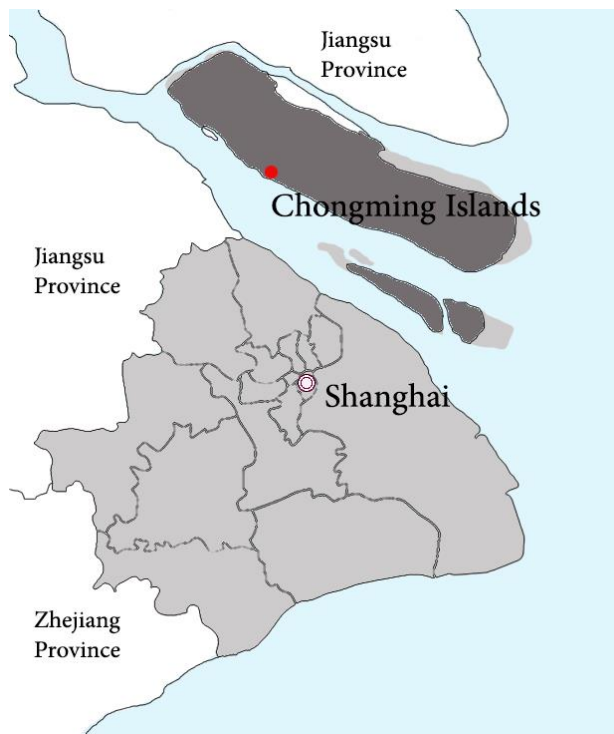 Jiangsu
Province
Chongming Islands
Jiangsu
Province
Shanghai
Zhejiang
Province